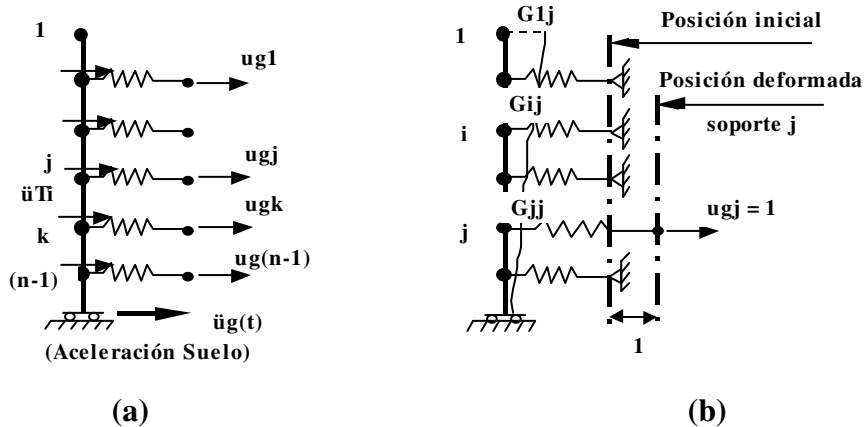 1
ug1
j
ugj
üTi
ugk
k
ug(n-1)
(n-1)
üg(t)
(Aceleración Suelo)
(a)
G1j
Posición inicial
1
Posición deformada
Gij
soporte j
i
Gjj
ugj = 1
j
1
(b)